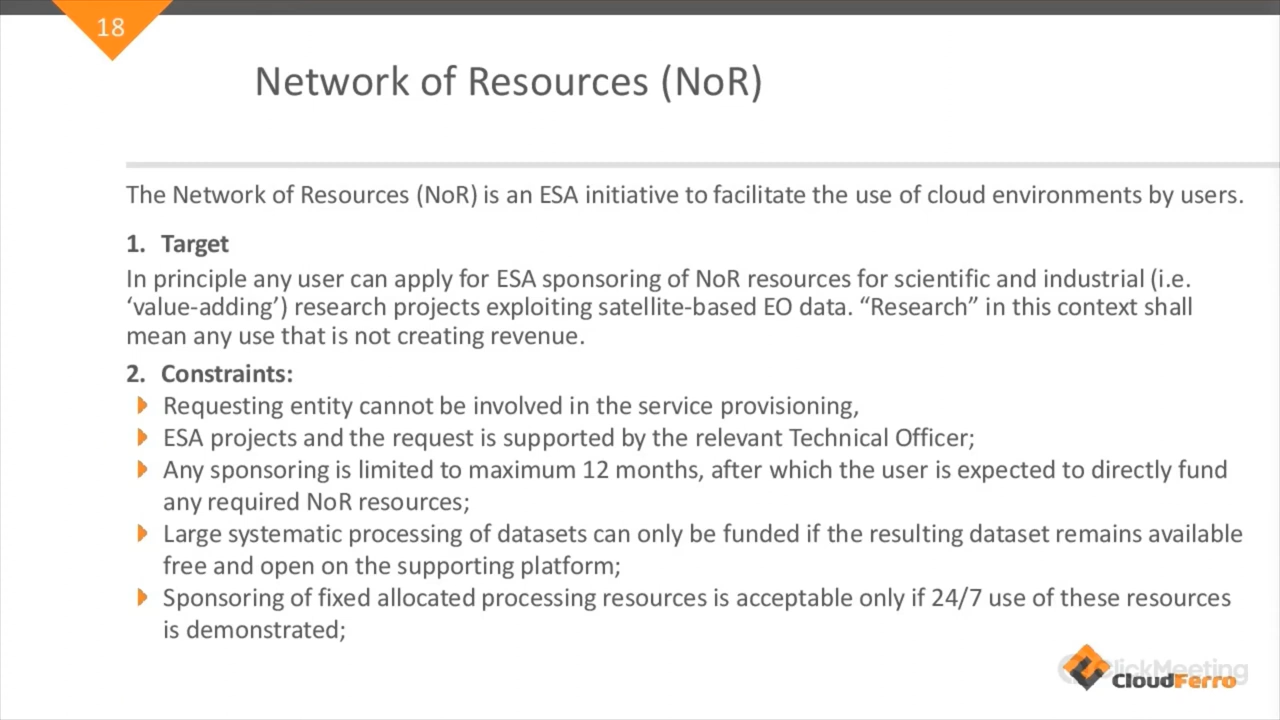 18
Network of Resources (NoR)
The Network of Resources (NoR) is an ESA initiative to facilitate the use of cloud environments by users.
1. Target
In principle any user can apply for ESA sponsoring of NoR resources for scientific and industrial (i.e.
‘value-adding’) research projects exploiting satellite-based EO data. “Research” in this context shall
mean any use that is not creating revenue.
2. Constraints:
Requesting entity cannot be involved in the service provisioning,
ESA projects and the request is supported by the relevant Technical Officer;
Any sponsoring is limited to maximum 12 months, after which the user is expected to directly fund
any required NoR resources;
Large systematic processing of datasets can only be funded if the resulting dataset remains available
free and open on the supporting platform;
Sponsoring of fixed allocated processing resources is acceptable only if 24/7 use of these resources
is demonstrated;
ClickMeeting
CloudFerro